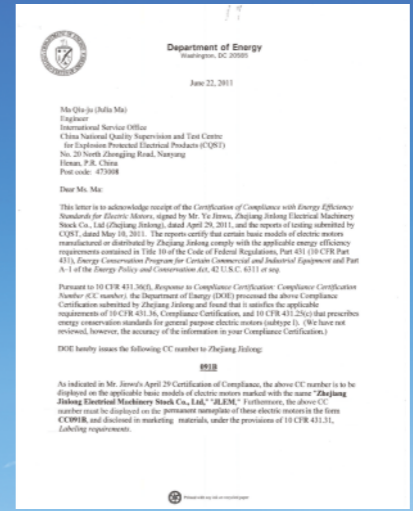 Department of Energy
Washington, DC 20585
June 22, 2011
Ma Qiu-ju (Julia Ma)
Engineer
International Service Office
China National Quality Supervision and Test Centre
for Explosion Protected Electrical Products (CQST)
No. 20 North Zhongjing Road, Nanyang
Henan, P.R. China
Post code: 473008
Dear Ms. Ma:
This letter is to acknowledge receipt of the Certification of Compliance with Energy Efficiency
Standards for Electric Motors, signed by Mr. Ye Jinwu, Zhejiang Jinlong Electrical Machinery
Stock Co., Ltd (Zhejiang Jinlong), dated April 29, 2011, and the reports of testing submitted by
CQST, dated May 10, 2011. The reports certify that certain basic models of electric motors
manufactured or distributed by Zhejiang Jinlong comply with the applicable energy efficiency
requirements contained in Title 10 of the Code of Federal Regulations, Part 431 (10 CFR Part
431), Energy Conservation Program for Certain Commercial and Industrial Equipment and Part
A-1 of the Energy Policy and Conservation Act, 42 U.S.C. 6311 et seq.
Pursuant to 10 CFR 431.36(f), Response to Compliance Certification: Compliance Certification
Number (CC number), the Department of Energy (DOE) processed the above Compliance
Certification submitted by Zhejiang Jinlong and found that it satisfies the applicable
requirements of 10 CFR 431.36, Compliance Certification, and 10 CFR 431.25(c) that prescribes
energy conservation standards for general purpose electric motors (subtype I). (We have not
reviewed, however, the accuracy of the information in your Compliance Certification.)
DOE hereby issues the following CC number to Zhejiang Jinlong:
091B
As indicated in Mr. Jinwu's April 29 Certification of Compliance, the above CC number is to be
displayed on the applicable basic models of electric motors marked with the name "Zhejiang
Jinlong Electrical Machinery Stock Co., Ltd," "JLEM." Furthermore, the above CC
number must be displayed on the permanent nameplate of these electric motors in the form
CC091B, and disclosed in marketing materials, under the provisions of 10 CFR 431.31,
Labeling requirements.